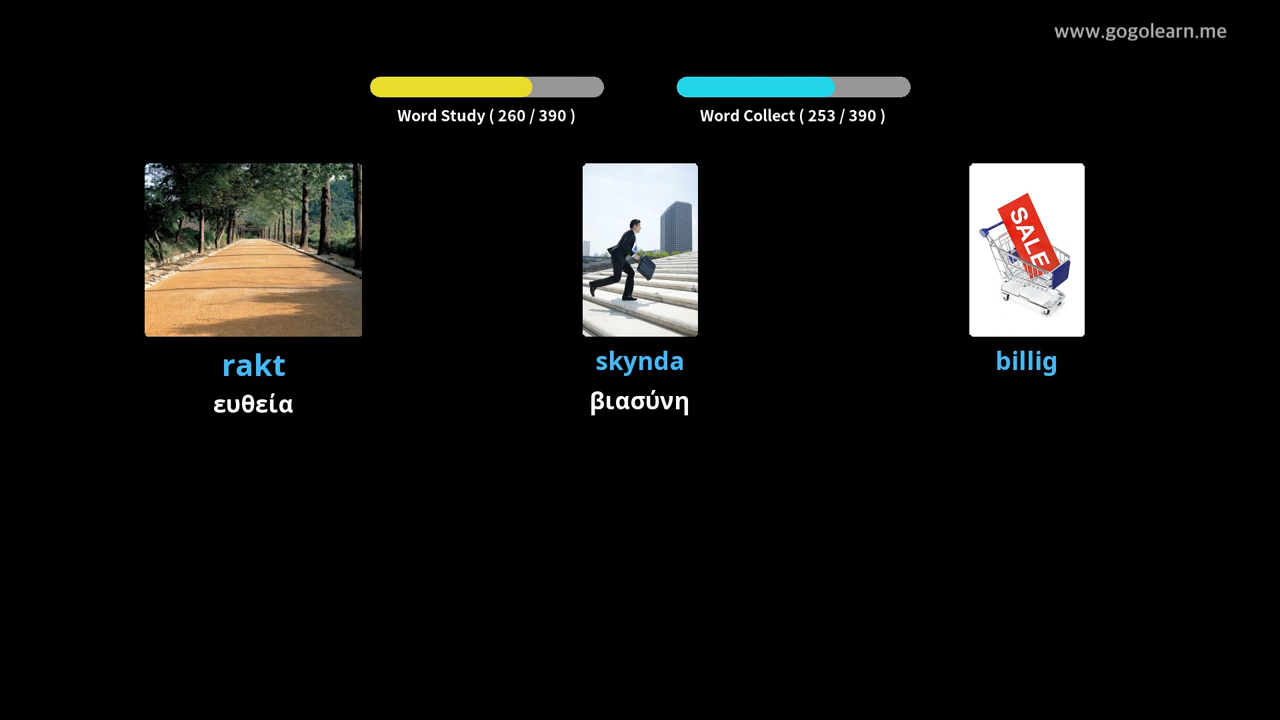 www.gogolearn.me
Word Study ( 260 / 390 )
Word Collect ( 253 / 390 )
SALE
rakt
skynda
billig
ευθεία
βιασύνη